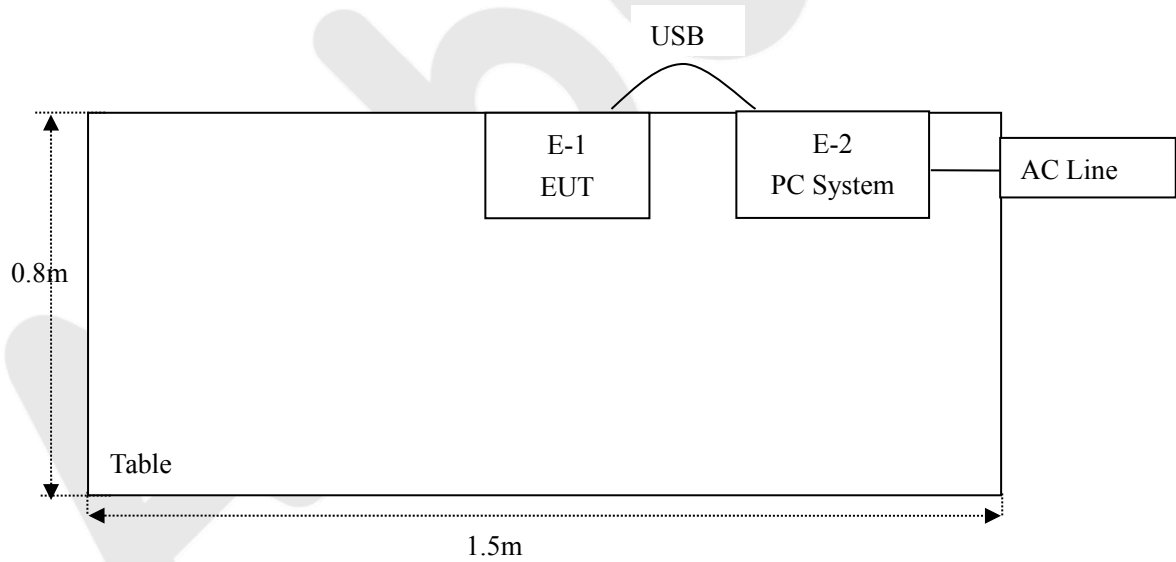 USB
E-1
EUT
E-2
PC System
AC Line
0.8m
Table
1.5m